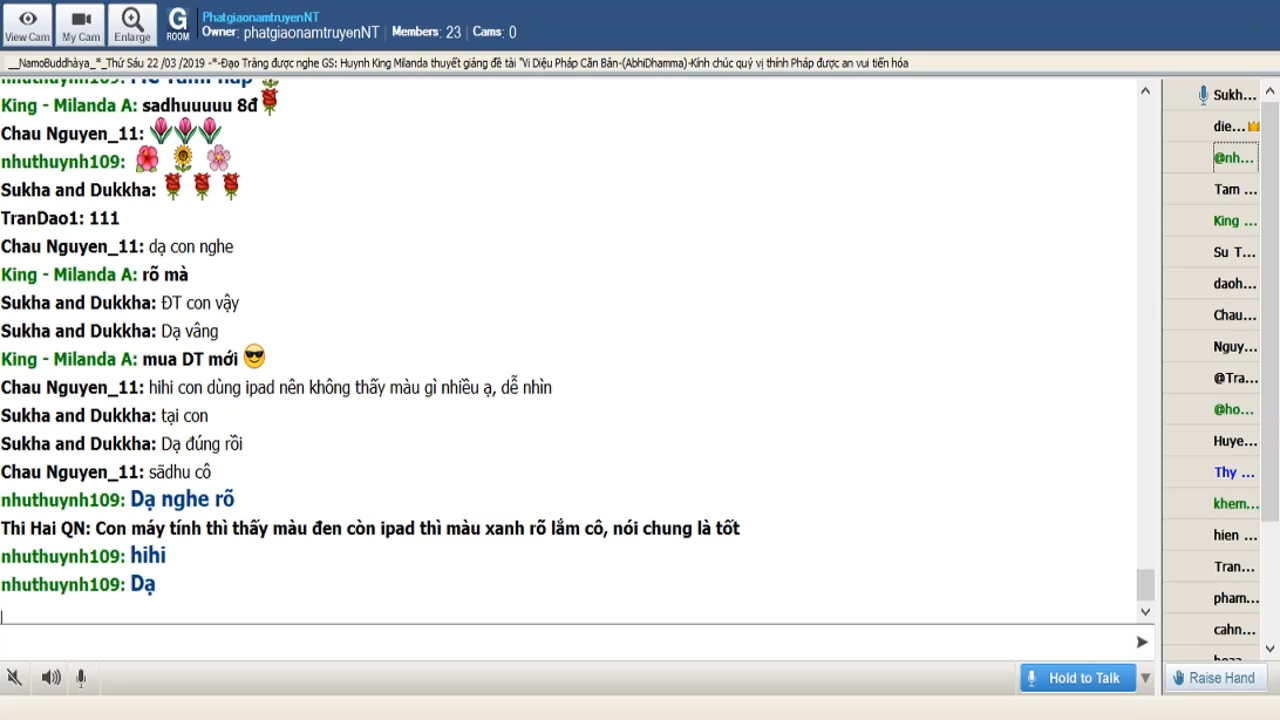 View Cam
My Cam
Enlarge
G
ROOM
PhatgiaonamtruyenNT
Owner: phatgiaonamtruyenNT | Members: 23 | Cams: 0
__NamoBuddhàya_*_Thứ Sáu 22 /03 /2019 -*-Đạo Tràng được nghe GS: Huynh King Milanda thuyết giảng đề tài "Vi Diệu Pháp Căn Bản-(AbhiDhamma)-Kính chúc quý vị thính Pháp được an vui tiến hóa
nhuthuynh109:
King - Milanda A: sadhuuuuu 8đ
Chau Nguyen_11:
nhuthuynh109:
Sukha and Dukkha:
TranDao1: 111
Chau Nguyen_11: dạ con nghe
King - Milanda A: rõ mà
Sukha and Dukkha: ĐT con vậy
Sukha and Dukkha: Dạ vâng
King - Milanda A: mua DT mới
Chau Nguyen_11: hihi con dùng ipad nên không thấy màu gì nhiều ạ, dễ nhìn
Sukha and Dukkha: tại con
Sukha and Dukkha: Dạ đúng rồi
Chau Nguyen_11: sādhu cô
nhuthuynh109: Dạ nghe rõ
Thi Hai QN: Con máy tính thì thấy màu đen còn ipad thì màu xanh rõ lắm cô, nói chung là tốt
nhuthuynh109: hihi
nhuthuynh109: Dạ
Sukh...
die...
@nh...
Tam ...
King ...
Su T...
daoh...
Chau...
Nguy...
@Tra...
@ho...
Huye...
Thy ...
khem...
hien ...
Tran...
pham...
cahn...
Hold to Talk
Raise Hand